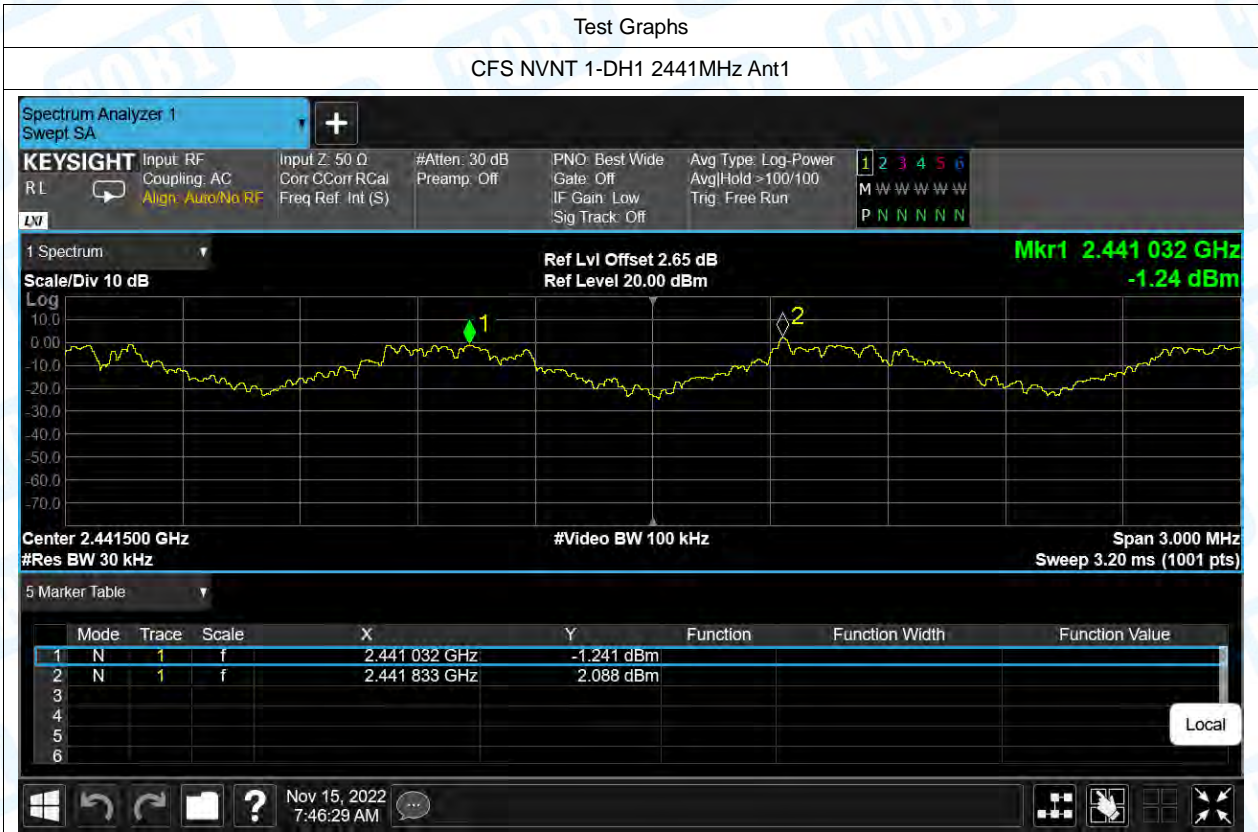 Test Graphs
CFS NVNT 1-DH1 2441MHz Ant1
Spectrum Analyzer 1
Swept SA
+
KEYSIGHT Input: RF Input Z: 50 Ω #Atten: 30 dB PNO: Best Wide Avg Type: Log-Power 1 2 3 4 5 6
RL Coupling: AC Corr CCorr RCal Preamp: Off Gate: Off Avg|Hold:>100/100 M W W W W W
Align: Auto/No RF Freq Ref: Int (S) IF Gain: Low Trig: Free Run
LXI Sig Track: Off P N N N N N
1 Spectrum Ref Lvl Offset 2.65 dB Mkr1 2.441 032 GHz
Scale/Div 10 dB Ref Level 20.00 dBm -1.24 dBm
Log
10.0
1
2
0.00
-10.0
-20.0
-30.0
-40.0
-50.0
-60.0
-70.0
Center 2.441500 GHz #Video BW 100 kHz Span 3.000 MHz
#Res BW 30 kHz Sweep 3.20 ms (1001 pts)
5 Marker Table
Mode Trace Scale X Y Function Function Width Function Value
1 N 1 f 2.441 032 GHz -1.241 dBm
2 N 1 f 2.441 833 GHz 2.088 dBm
3
4
5
6
Local
? Nov 15, 2022
7:46:29 AM
TOBY